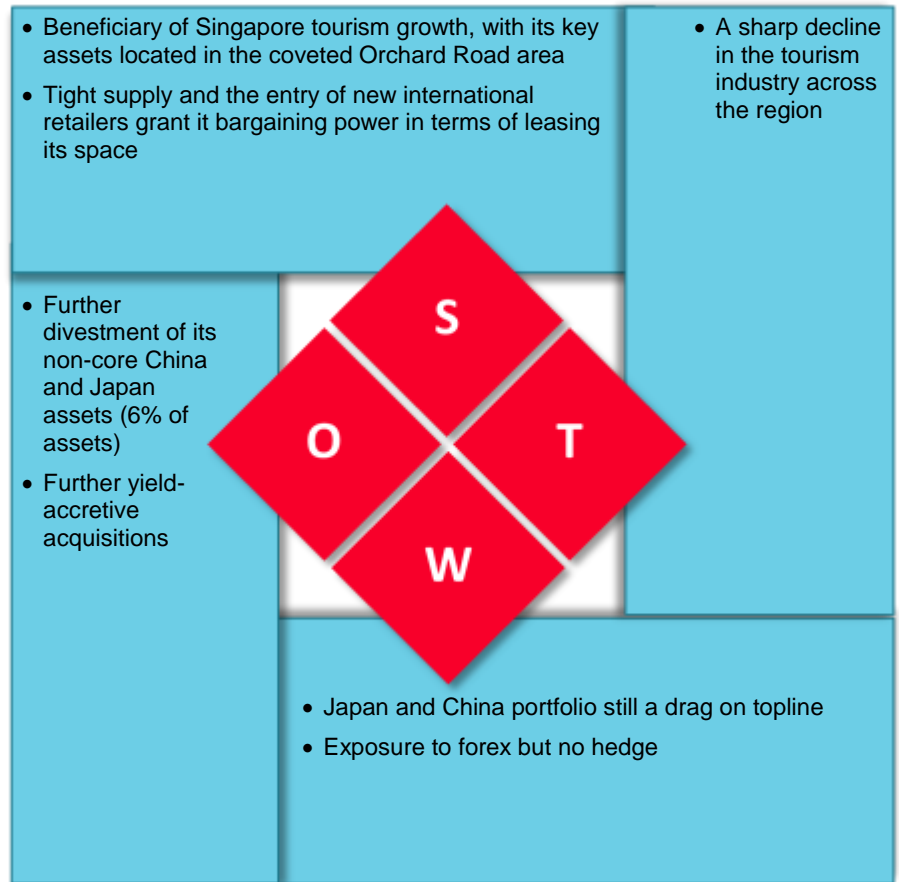 • Beneficiary of Singapore tourism growth, with its key
assets located in the coveted Orchard Road area
• Tight supply and the entry of new international
retailers grant it bargaining power in terms of leasing
its space
• A sharp decline
in the tourism
industry across
the region
• Further
divestment of its
non-core China
and Japan
assets (6% of
assets)
• Further yield-
accretive
acquisitions
S
O
T
W
• Japan and China portfolio still a drag on topline
• Exposure to forex but no hedge